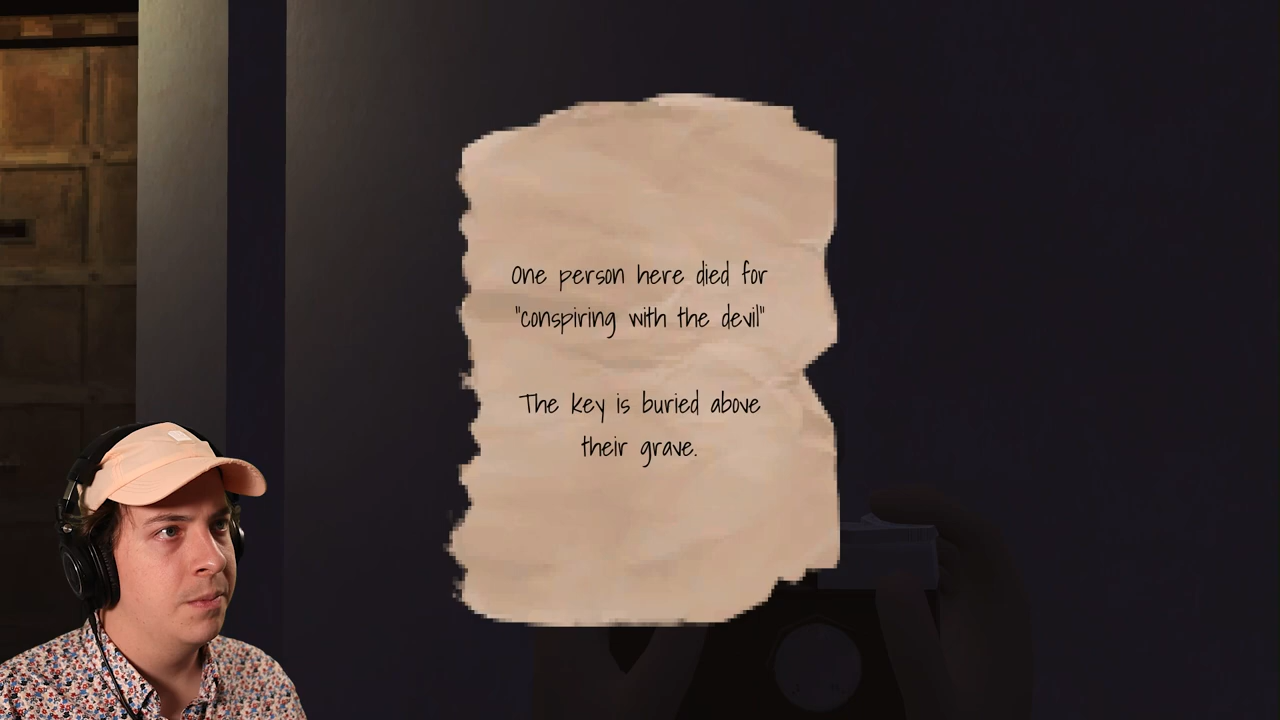 One person here died for
"conspiring with the devil"
The key is buried above
their grave.